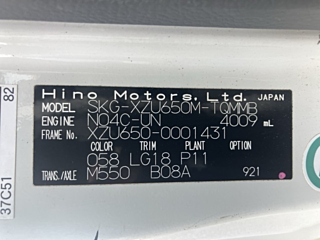 Hino Motors, Ltd. JAPAN
MODEL SKG-XZU650M-TQMMB
ENGINE N04C-UN 4009 mL
FRAME No. XZU650-0001431
COLOR TRIM PLANT OPTION
058 LG18 P11
TRANS./AXLE M550 B08A 921
37C51 82